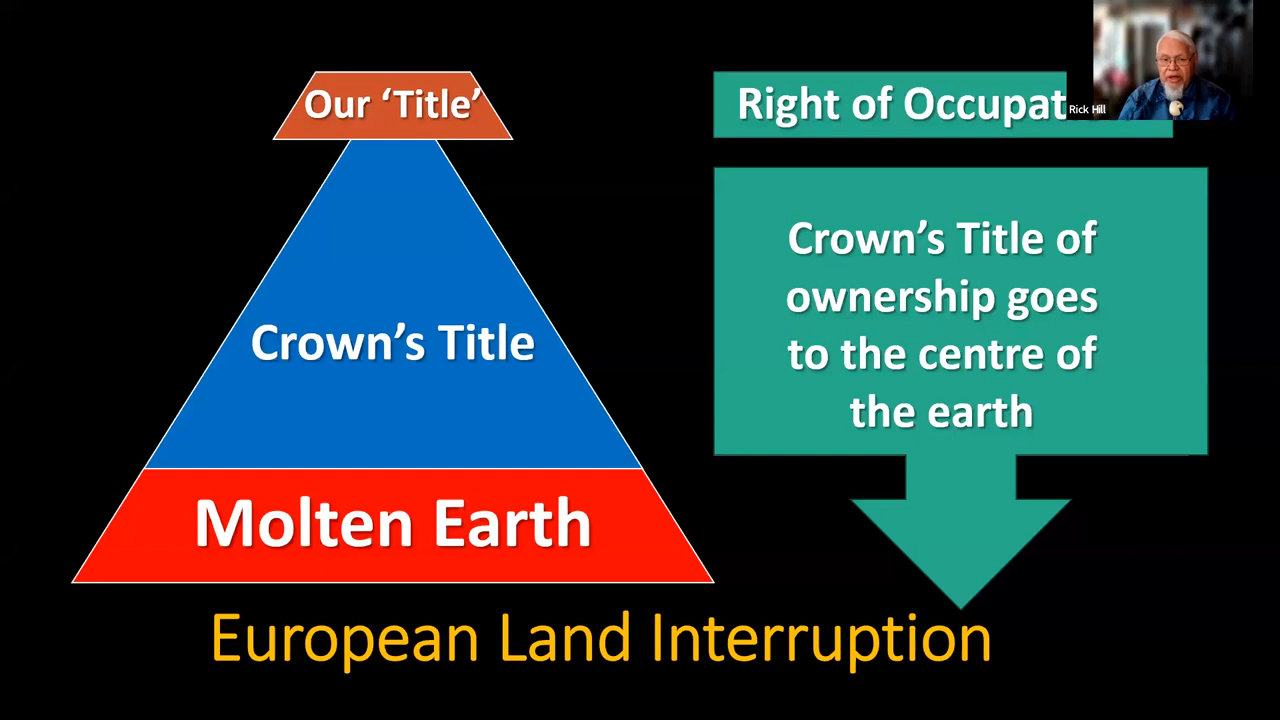 Our ‘Title’
Right of
Rick Hill
Crown’s Title
Crown’s Title of
ownership goes
to the centre of
the earth
Molten Earth
European Land Interruption